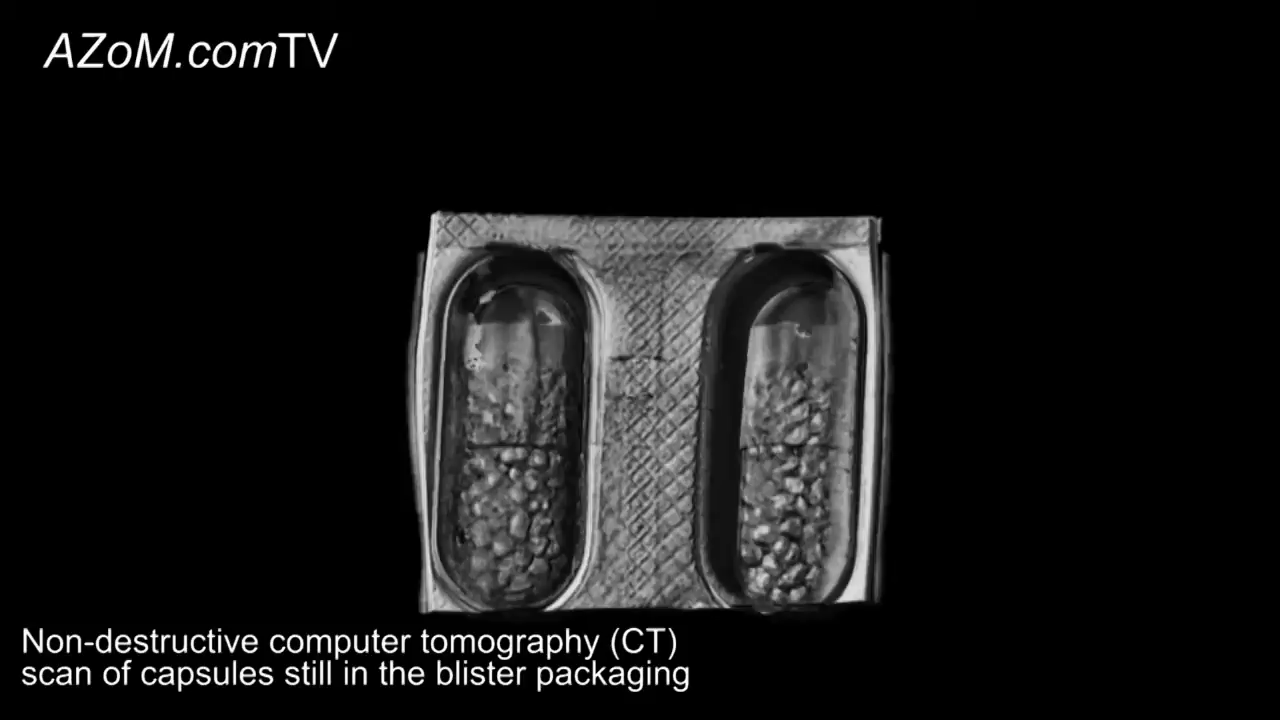 AZoM.comTV
Non-destructive computer tomography (CT)
scan of capsules still in the blister packaging